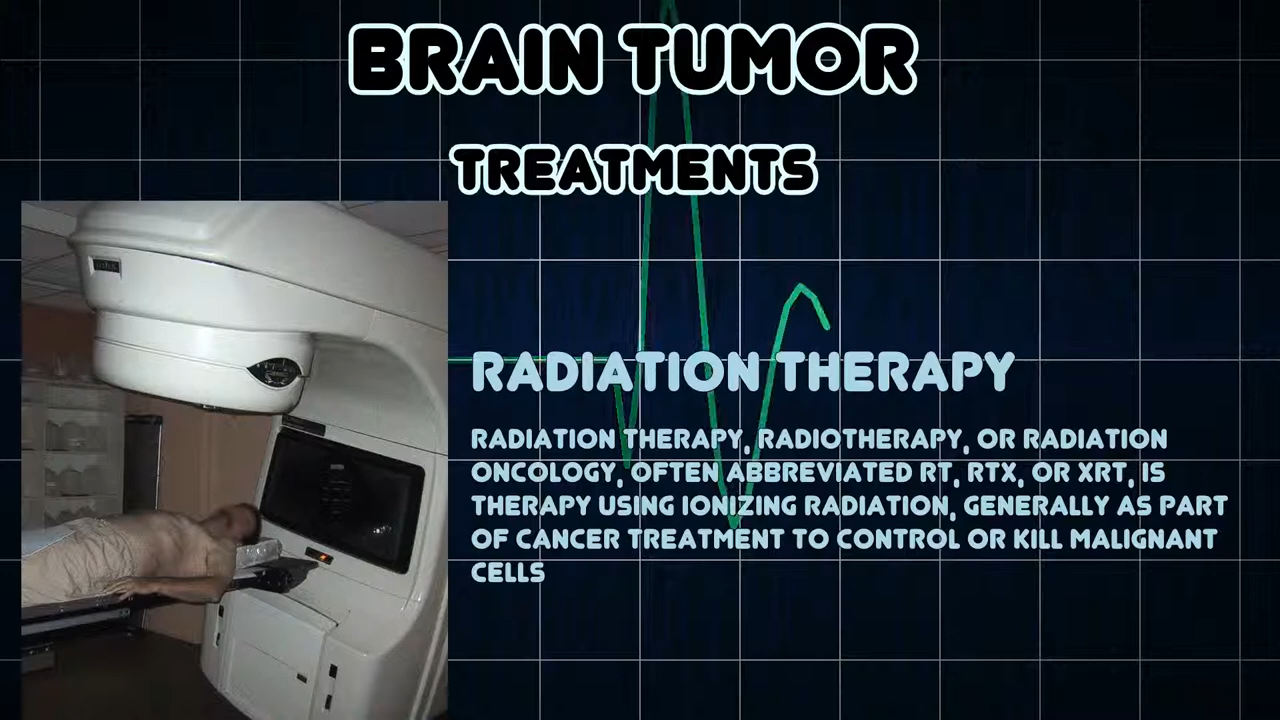 BRAIN TUMOR
TREATMENTS
RADIATION THERAPY
RADIATION THERAPY, RADIOTHERAPY, OR RADIATION
ONCOLOGY, OFTEN ABBREVIATED RT, RTX, OR XRT, IS
THERAPY USING IONIZING RADIATION, GENERALLY AS PART
OF CANCER TREATMENT TO CONTROL OR KILL MALIGNANT
CELLS